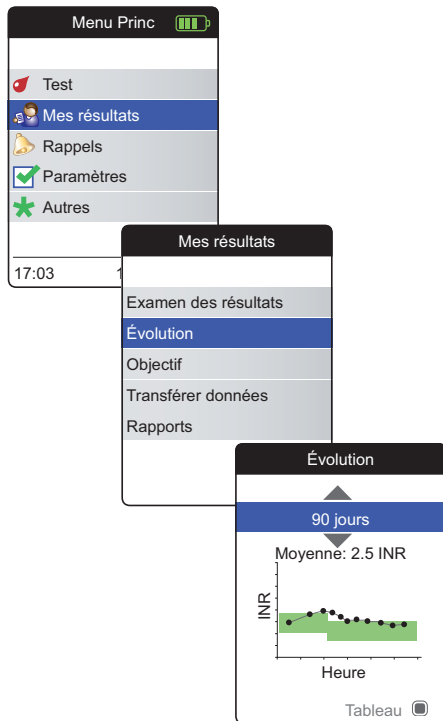 Menu Princ
Test
Mes résultats
Rappels
Paramètres
Autres
17:03
Mes résultats
Examen des résultats
Évolution
Objectif
Transférer données
Rapports
Évolution
90 jours
Moyenne: 2.5 INR
INR
Heure
Tableau